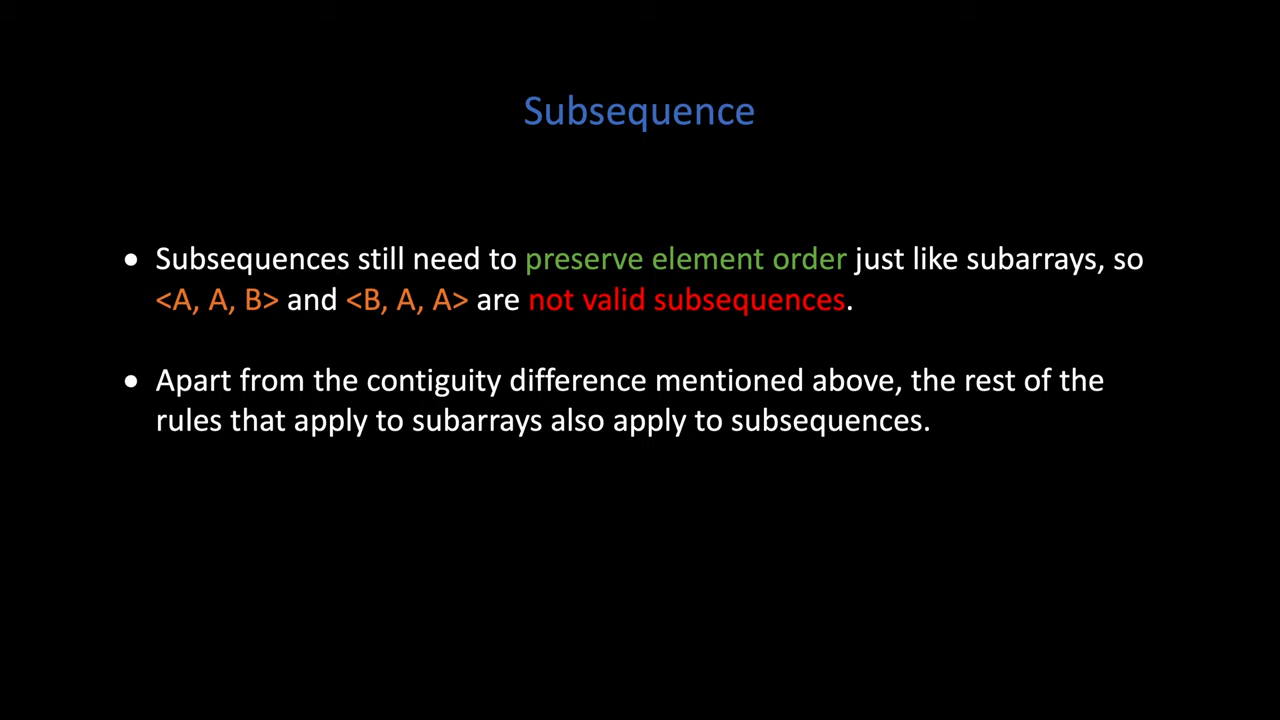 Subsequence
• Subsequences still need to preserve element order just like subarrays, so
<A, A, B> and <B, A, A> are not valid subsequences.
• Apart from the contiguity difference mentioned above, the rest of the
rules that apply to subarrays also apply to subsequences.